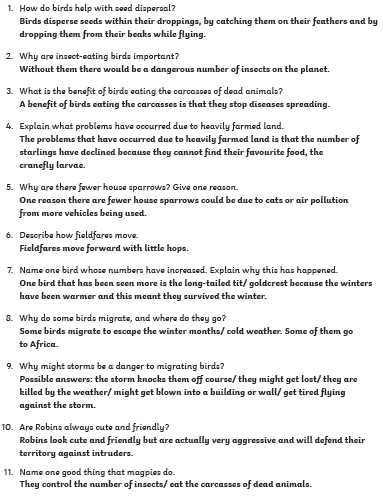 1. How do birds help with seed dispersal?
Birds disperse seeds within their droppings, by catching them on their feathers and by
dropping them from their beaks while flying.
2. Why are insect-eating birds important?
Without them there would be a dangerous number of insects on the planet.
3. What is the benefit of birds eating the carcasses of dead animals?
A benefit of birds eating the carcasses is that they stop diseases spreading.
4. Explain what problems have occurred due to heavily farmed land.
The problems that have occurred due to heavily farmed land is that the number of
starlings have declined because they cannot find their favourite food, the
cranefly larvae.
5. Why are there fewer house sparrows? Give one reason.
One reason there are fewer house sparrows could be due to cats or air pollution
from more vehicles being used.
6. Describe how fieldfares move.
Fieldfares move forward with little hops.
7. Name one bird whose numbers have increased. Explain why this has happened.
One bird that has been seen more is the long-tailed tit/ goldcrest because the winters
have been warmer and this meant they survived the winter.
8. Why do some birds migrate, and where do they go?
Some birds migrate to escape the winter months/ cold weather. Some of them go
to Africa.
9. Why might storms be a danger to migrating birds?
Possible answers: the storm knocks them off course/ they might get lost/ they are
killed by the weather/ might get blown into a building or wall/ get tired flying
against the storm.
10. Are Robins always cute and friendly?
Robins look cute and friendly but are actually very aggressive and will defend their
territory against intruders.
11. Name one good thing that magpies do.
They control the number of insects/ eat the carcasses of dead animals.